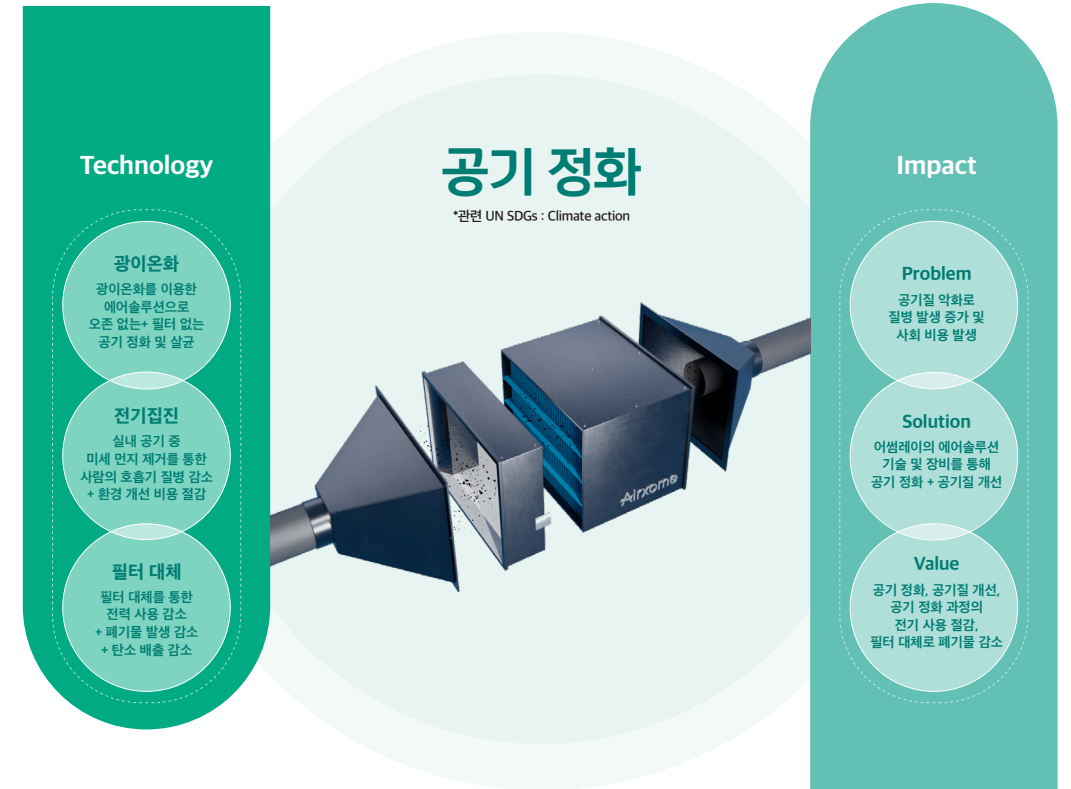 Technology
광이온화
광이온화를 이용한
에어솔루션으로
오존 없는+ 필터 없는
공기 정화 및 살균
전기집진
실내 공기 중
미세 먼지 제거를 통한
사람의 호흡기 질병 감소
+ 환경 개선 비용 절감
필터 대체
필터 대체를 통한
전력 사용 감소
+ 폐기물 발생 감소
+ 탄소 배출 감소
공기 정화
*관련 UN SDGs : Climate action
Airxome
Impact
Problem
공기질 악화로
질병 발생 증가 및
사회 비용 발생
Solution
어썸레이의 에어솔루션
기술 및 장비를 통해
공기 정화 + 공기질 개선
Value
공기 정화, 공기질 개선,
공기 정화 과정의
전기 사용 절감,
필터 대체로 폐기물 감소